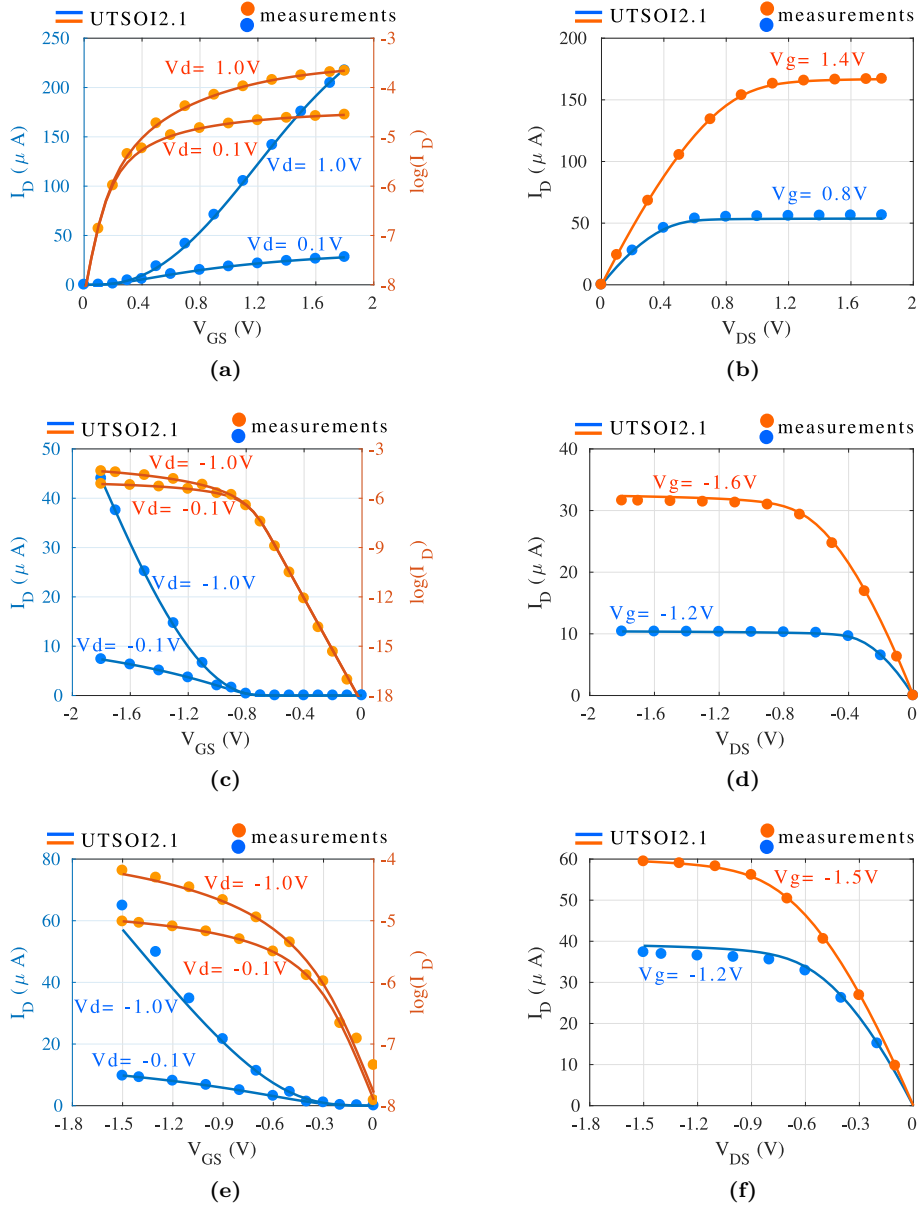 UTSOI2.1 measurements
250 -3
200 -4
150 -5
100 -6
50 -7
0 -8
Vd= 1.0V
Vd= 0.1V
Vd= 1.0V
Vd= 0.1V
I_D (μ A)
log(I_D)
0 0.4 0.8 1.2 1.6 2
V_GS (V)
(a)
UTSOI2.1 measurements
200
150
100
50
0
Vg= 1.4V
Vg= 0.8V
I_D (μ A)
0 0.4 0.8 1.2 1.6 2
V_DS (V)
(b)
UTSOI2.1 measurements
50 -3
40 -6
30 -9
20 -12
10 -15
0 -18
Vd= -1.0V
Vd= -0.1V
Vd= -1.0V
Vd= -0.1V
I_D (μ A)
log(I_D)
-2 -1.6 -1.2 -0.8 -0.4 0
V_GS (V)
(c)
UTSOI2.1 measurements
40
30
20
10
0
Vg= -1.6V
Vg= -1.2V
I_D (μ A)
-2 -1.6 -1.2 -0.8 -0.4 0
V_DS (V)
(d)
UTSOI2.1 measurements
80 -4
60 -5
40 -6
20 -7
0 -8
Vd= -1.0V
Vd= -0.1V
Vd= -1.0V
Vd= -0.1V
I_D (μ A)
log(I_D)
-1.8 -1.5 -1.2 -0.9 -0.6 -0.3 0
V_GS (V)
(e)
UTSOI2.1 measurements
60
50
40
30
20
10
0
Vg= -1.5V
Vg= -1.2V
I_D (μ A)
-1.8 -1.5 -1.2 -0.9 -0.6 -0.3 0
V_DS (V)
(f)